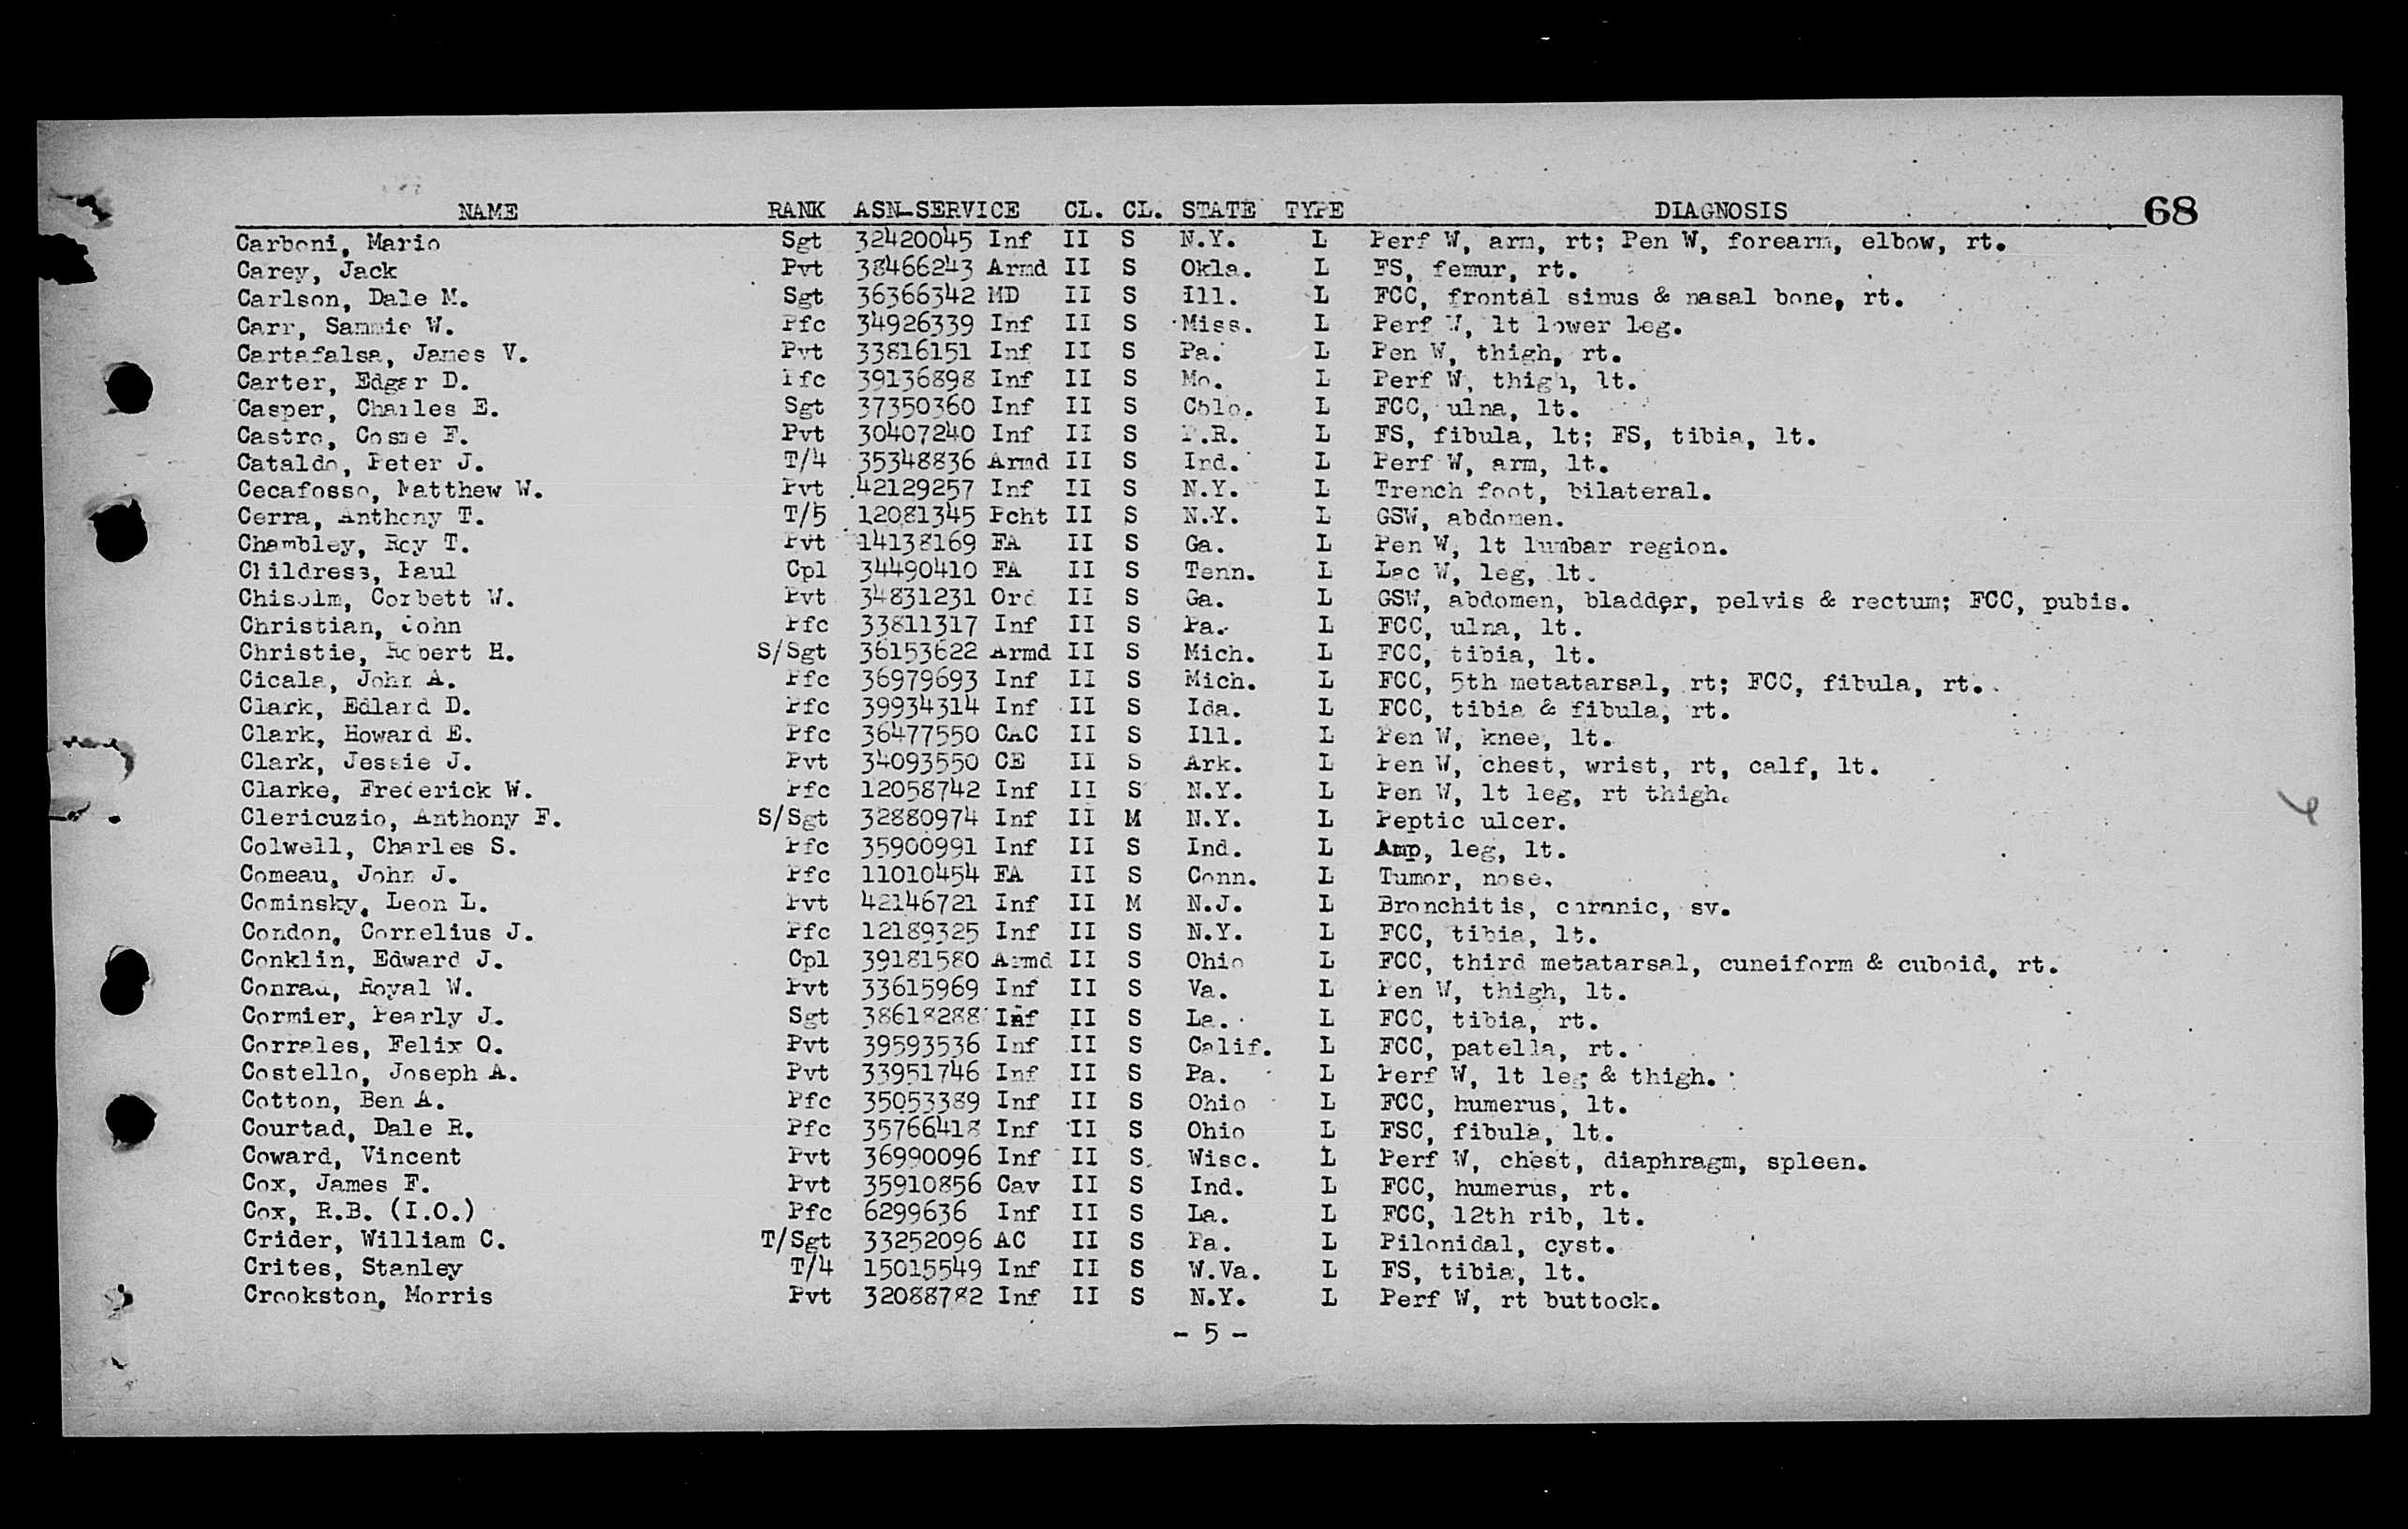 NAME RANK ASN-SERVICE CL. CL. STATE TYPE DIAGNOSIS 68
Carboni, Mario Sgt 32420045 Inf II S N.Y. L Perf W, arm, rt; Pen W, forearm, elbow, rt.
Carey, Jack Pvt 38466243 Armd II S Okla. L FS, femur, rt.
Carlson, Dale M. Sgt 36366342 MD II S Ill. L FCC, frontal sinus & nasal bone, rt.
Carr, Sammie W. Pfc 34926339 Inf II S Miss. L Perf W, lt lower leg.
Cartafalsa, James V. Pvt 33816151 Inf II S Pa. L Pen W, thigh, rt.
Carter, Edgar D. Pfc 39136898 Inf II S Mo. L Perf W, thigh, lt.
Casper, Charles E. Sgt 37350360 Inf II S Colo. L FCC, ulna, lt.
Castro, Cosme F. Pvt 30407240 Inf II S P.R. L FS, fibula, lt; FS, tibia, lt.
Cataldo, Peter J. T/4 35348836 Armd II S Ind. L Perf W, arm, lt.
Cecafosso, Matthew W. Pvt 42129257 Inf II S N.Y. L Trench foot, bilateral.
Cerra, Anthony T. T/5 12081345 Pcht II S N.Y. L GSW, abdomen.
Chambley, Roy T. Pvt 14138169 FA II S Ga. L Pen W, lt lumbar region.
Childress, Paul Cpl 34490410 FA II S Tenn. L Lac W, leg, lt.
Chisolm, Corbett W. Pvt 34831231 Ord II S Ga. L GSW, abdomen, bladder, pelvis & rectum; FCC, pubis.
Christian, John Pfc 33811317 Inf II S Pa. L FCC, ulna, lt.
Christie, Robert H. S/Sgt 36153622 Armd II S Mich. L FCC, tibia, lt.
Cicala, John A. Pfc 36979693 Inf II S Mich. L FCC, 5th metatarsal, rt; FCC, fibula, rt.
Clark, Edlard D. Pfc 39934314 Inf II S Ida. L FCC, tibia & fibula, rt.
Clark, Howard E. Pfc 36477550 CAC II S Ill. L Pen W, knee, lt.
Clark, Jessie J. Pvt 34093550 CE II S Ark. L Pen W, chest, wrist, rt, calf, lt.
Clarke, Frederick W. Pfc 12058742 Inf II S N.Y. L Pen W, lt leg, rt thigh.
Clericuzio, Anthony F. S/Sgt 32880974 Inf II M N.Y. L Peptic ulcer.
Colwell, Charles S. Pfc 35900991 Inf II S Ind. L Amp, leg, lt.
Comeau, John J. Pfc 11010454 FA II S Conn. L Tumor, nose.
Cominsky, Leon L. Pvt 42146721 Inf II M N.J. L Bronchitis, chronic, sv.
Condon, Cornelius J. Pfc 12189325 Inf II S N.Y. L FCC, tibia, lt.
Conklin, Edward J. Cpl 39181580 Armd II S Ohio L FCC, third metatarsal, cuneiform & cuboid, rt.
Conrad, Royal W. Pvt 33615969 Inf II S Va. L Pen W, thigh, lt.
Cormier, Pearly J. Sgt 38618288 Inf II S La. L FCC, tibia, rt.
Corrales, Felix Q. Pvt 39593536 Inf II S Calif. L FCC, patella, rt.
Costello, Joseph A. Pvt 33951746 Inf II S Pa. L Perf W, lt leg & thigh.
Cotton, Ben A. Pfc 35053389 Inf II S Ohio L FCC, humerus, lt.
Courtad, Dale R. Pfc 35766418 Inf II S Ohio L FSC, fibula, lt.
Coward, Vincent Pvt 36990096 Inf II S Wisc. L Perf W, chest, diaphragm, spleen.
Cox, James F. Pvt 35910856 Cav II S Ind. L FCC, humerus, rt.
Cox, R.B. (I.O.) Pfc 6299636 Inf II S La. L FCC, 12th rib, lt.
Crider, William C. T/Sgt 33252096 AC II S Pa. L Pilonidal, cyst.
Crites, Stanley T/4 15015549 Inf II S W.Va. L FS, tibia, lt.
Crookston, Morris Pvt 32088782 Inf II S N.Y. L Perf W, rt buttock.
- 5 -